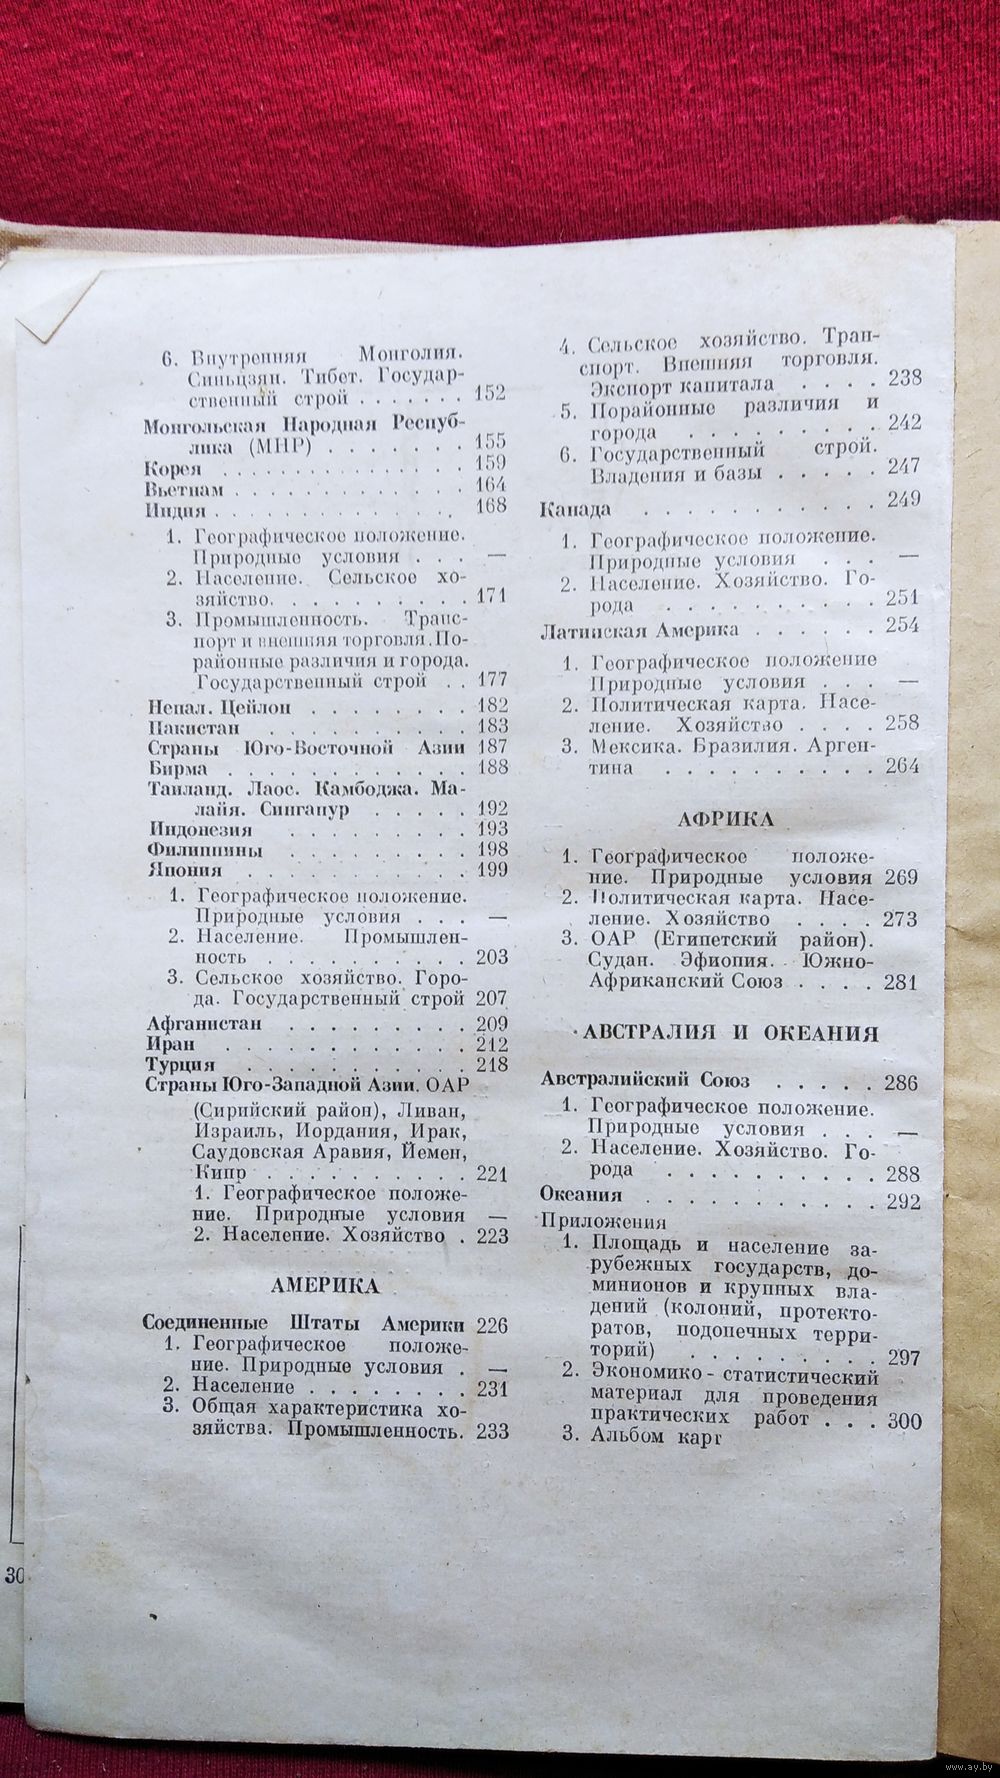 6. Внутренняя Монголия.
Синьцзян. Тибет. Государ-
ственный строй . . . . . . . 152
Монгольская Народная Респуб-
лика (МНР) . . . . . . . 155
Корея . . . . . . . . . . . . . . 159
Вьетнам . . . . . . . . . . . . . 164
Индия . . . . . . . . . . . . . . 168
1. Географическое положение.
Природные условия . . . —
2. Население. Сельское хо-
зяйство. . . . . . . . . . . 171
3. Промышленность. Транс-
порт и внешняя торговля. По-
районные различия и города.
Государственный строй . . 177
Непал. Цейлон . . . . . . . . 182
Пакистан . . . . . . . . . . 183
Страны Юго-Восточной Азии 187
Бирма . . . . . . . . . . . . 188
Таиланд. Лаос. Камбоджа. Ма-
лайя. Сингапур . . . . . 192
Индонезия . . . . . . . . . 193
Филиппины . . . . . . . . . 198
Япония . . . . . . . . . . . 199
1. Географическое положение.
Природные условия . . . —
2. Население. Промышлен-
ность . . . . . . . . . . 203
3. Сельское хозяйство. Горо-
да. Государственный строй 207
Афганистан . . . . . . . . . 209
Иран . . . . . . . . . . . . 212
Турция . . . . . . . . . . . 218
Страны Юго-Западной Азии. ОАР
(Сирийский район), Ливан,
Израиль, Иордания, Ирак,
Саудовская Аравия, Йемен,
Кипр . . . . . . . . . . 221
1. Географическое положе-
ние. Природные условия —
2. Население. Хозяйство . 223
АМЕРИКА
Соединенные Штаты Америки 226
1. Географическое положе-
ние. Природные условия . —
2. Население . . . . . . . . 231
3. Общая характеристика хо-
зяйства. Промышленность. 233
4. Сельское хозяйство. Тран-
спорт. Внешняя торговля.
Экспорт капитала . . . . 238
5. Порайонные различия и
города . . . . . . . . . 242
6. Государственный строй.
Владения и базы . . . . . 247
Канада . . . . . . . . . . . 249
1. Географическое положение.
Природные условия . . . —
2. Население. Хозяйство. Го-
рода . . . . . . . . . . 251
Латинская Америка . . . . . . 254
1. Географическое положение
Природные условия . . . —
2. Политическая карта. Насе-
ление. Хозяйство . . . . 258
3. Мексика. Бразилия. Арген-
тина . . . . . . . . . . 264
АФРИКА
1. Географическое положе-
ние. Природные условия 269
2. Политическая карта. Насе-
ление. Хозяйство . . . . 273
3. ОАР (Египетский район).
Судан. Эфиопия. Южно-
Африканский Союз . . . . 281
АВСТРАЛИЯ И ОКЕАНИЯ
Австралийский Союз . . . . . 286
1. Географическое положение.
Природные условия . . . —
2. Население. Хозяйство. Го-
рода . . . . . . . . . . 288
Океания . . . . . . . . . . . 292
Приложения
1. Площадь и население за-
рубежных государств, до-
минионов и крупных вла-
дений (колоний, протекто-
ратов, подопечных терри-
торий) . . . . . . . . . 297
2. Экономико-статистический
материал для проведения
практических работ . . . 300
3. Альбом карт
30
www.ay.by